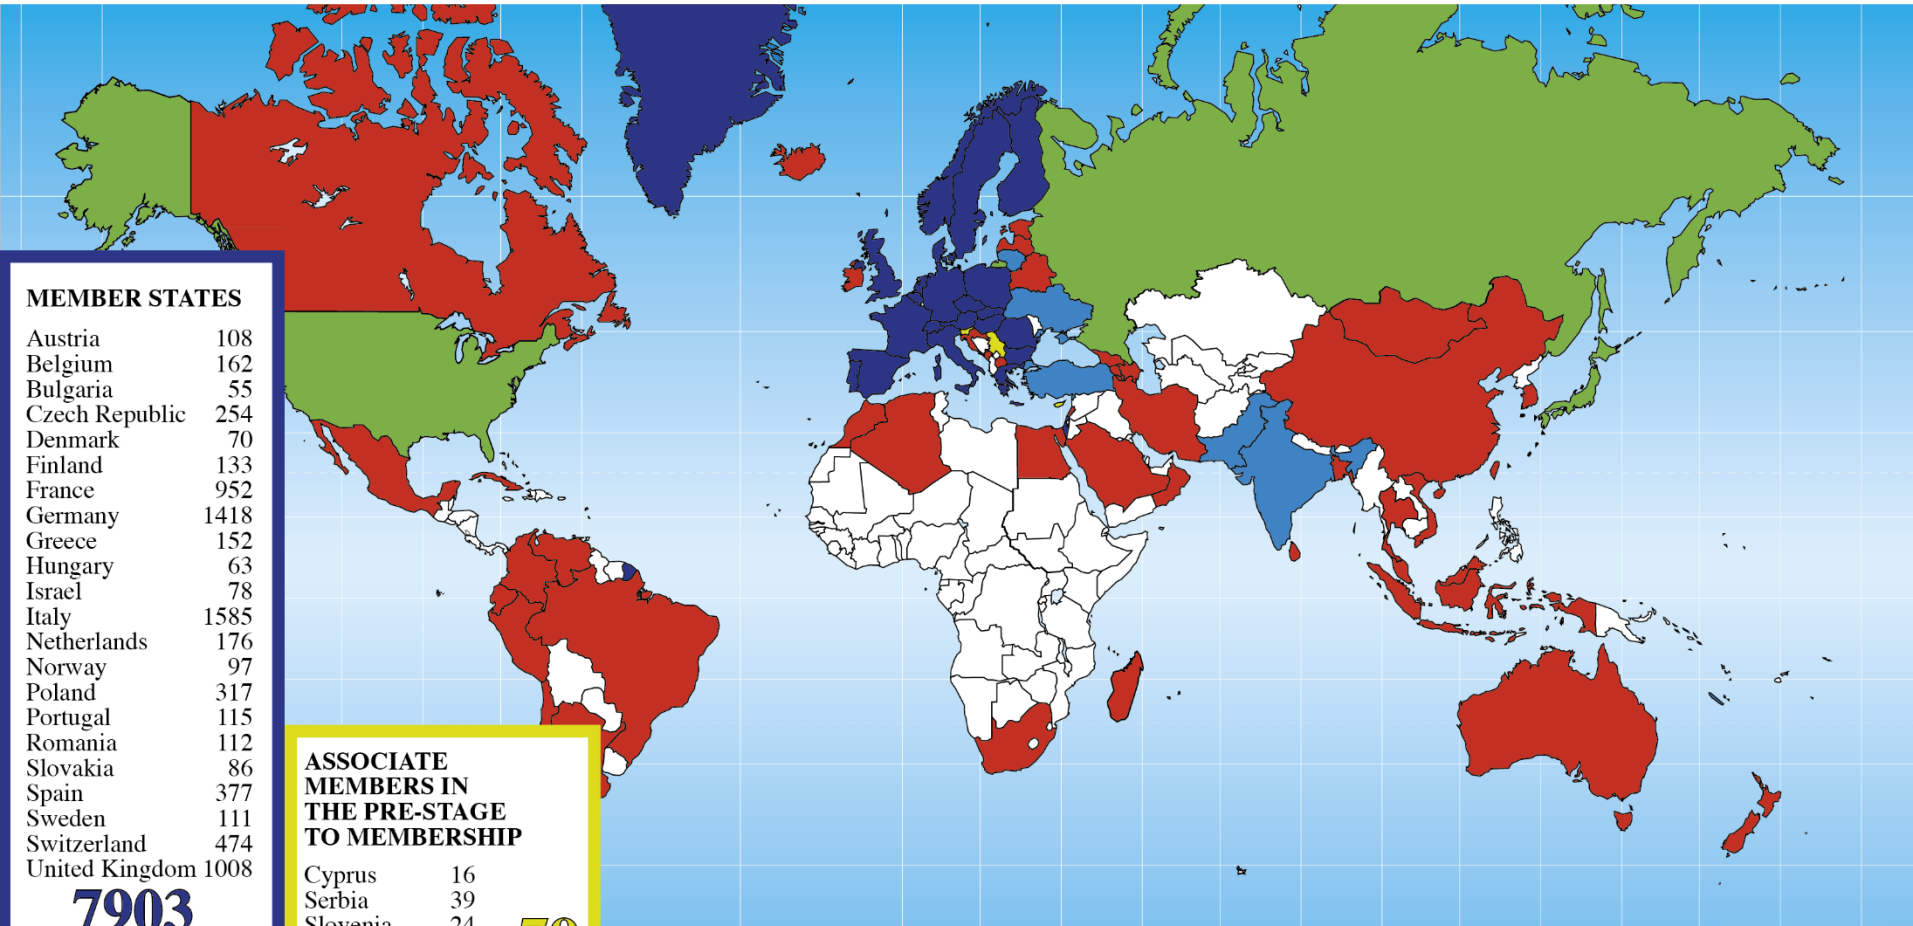 MEMBER STATES
Austria 108
Belgium 162
Bulgaria 55
Czech Republic 254
Denmark 70
Finland 133
France 952
Germany 1418
Greece 152
Hungary 63
Israel 78
Italy 1585
Netherlands 176
Norway 97
Poland 317
Portugal 115
Romania 112
Slovakia 86
Spain 377
Sweden 111
Switzerland 474
United Kingdom 1008
7903
ASSOCIATE
MEMBERS IN
THE PRE-STAGE
TO MEMBERSHIP
Cyprus 16
Serbia 39
Slovenia 24
79